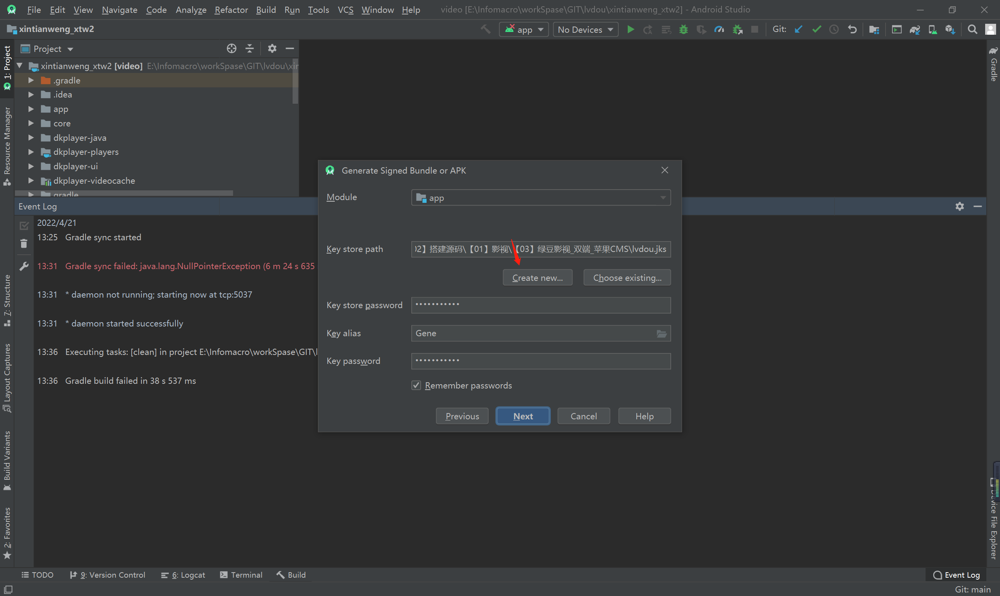 File Edit View Navigate Code Analyze Refactor Build Run Tools VCS Window Help video [E:\Infomacro\workSpase\GIT\lvdou\xintianweng_xtw2] - Android Studio
xintianweng_xtw2
app
No Devices
Git:
1: Project
Resource Manager
7: Structure
Layout Captures
Build Variants
2: Favorites
Project
xintianweng_xtw2 [video] E:\Infomacro\workSpase\GIT\lvdou\xin
.gradle
.idea
app
core
dkplayer-java
dkplayer-players
dkplayer-ui
dkplayer-videocache
gradle
Event Log
2022/4/21
13:25 Gradle sync started
13:31 Gradle sync failed: java.lang.NullPointerException (6 m 24 s 635
13:31 * daemon not running; starting now at tcp:5037
13:31 * daemon started successfully
13:36 Executing tasks: [clean] in project E:\Infomacro\workSpase\GIT\l
13:36 Gradle build failed in 38 s 537 ms
Generate Signed Bundle or APK
Module
app
Key store path
02】搭建源码\【01】影视\【03】绿豆影视_双端_苹果CMS\lvdou.jks
Create new...
Choose existing...
Key store password
•••••••••••
Key alias
Gene
Key password
•••••••••••
Remember passwords
Previous
Next
Cancel
Help
Gradle
Device File Explorer
TODO
9: Version Control
6: Logcat
Terminal
Build
Event Log
Git: main